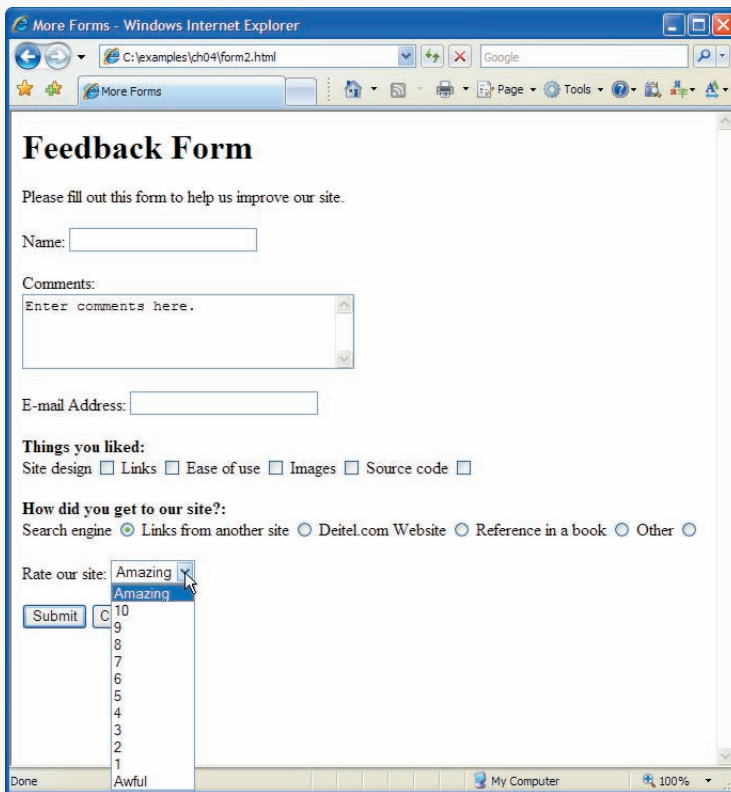 More Forms - Windows Internet Explorer
C:\examples\ch04\form2.html
Google
More Forms
Page
Tools
Feedback Form
Please fill out this form to help us improve our site.
Name:
Comments:
Enter comments here.
E-mail Address:
Things you liked:
Site design Links Ease of use Images Source code
How did you get to our site?:
Search engine Links from another site Deitel.com Website Reference in a book Other
Rate our site: Amazing
Amazing
Submit C
10
9
8
7
6
5
4
3
2
1
Awful
Done
My Computer
100%